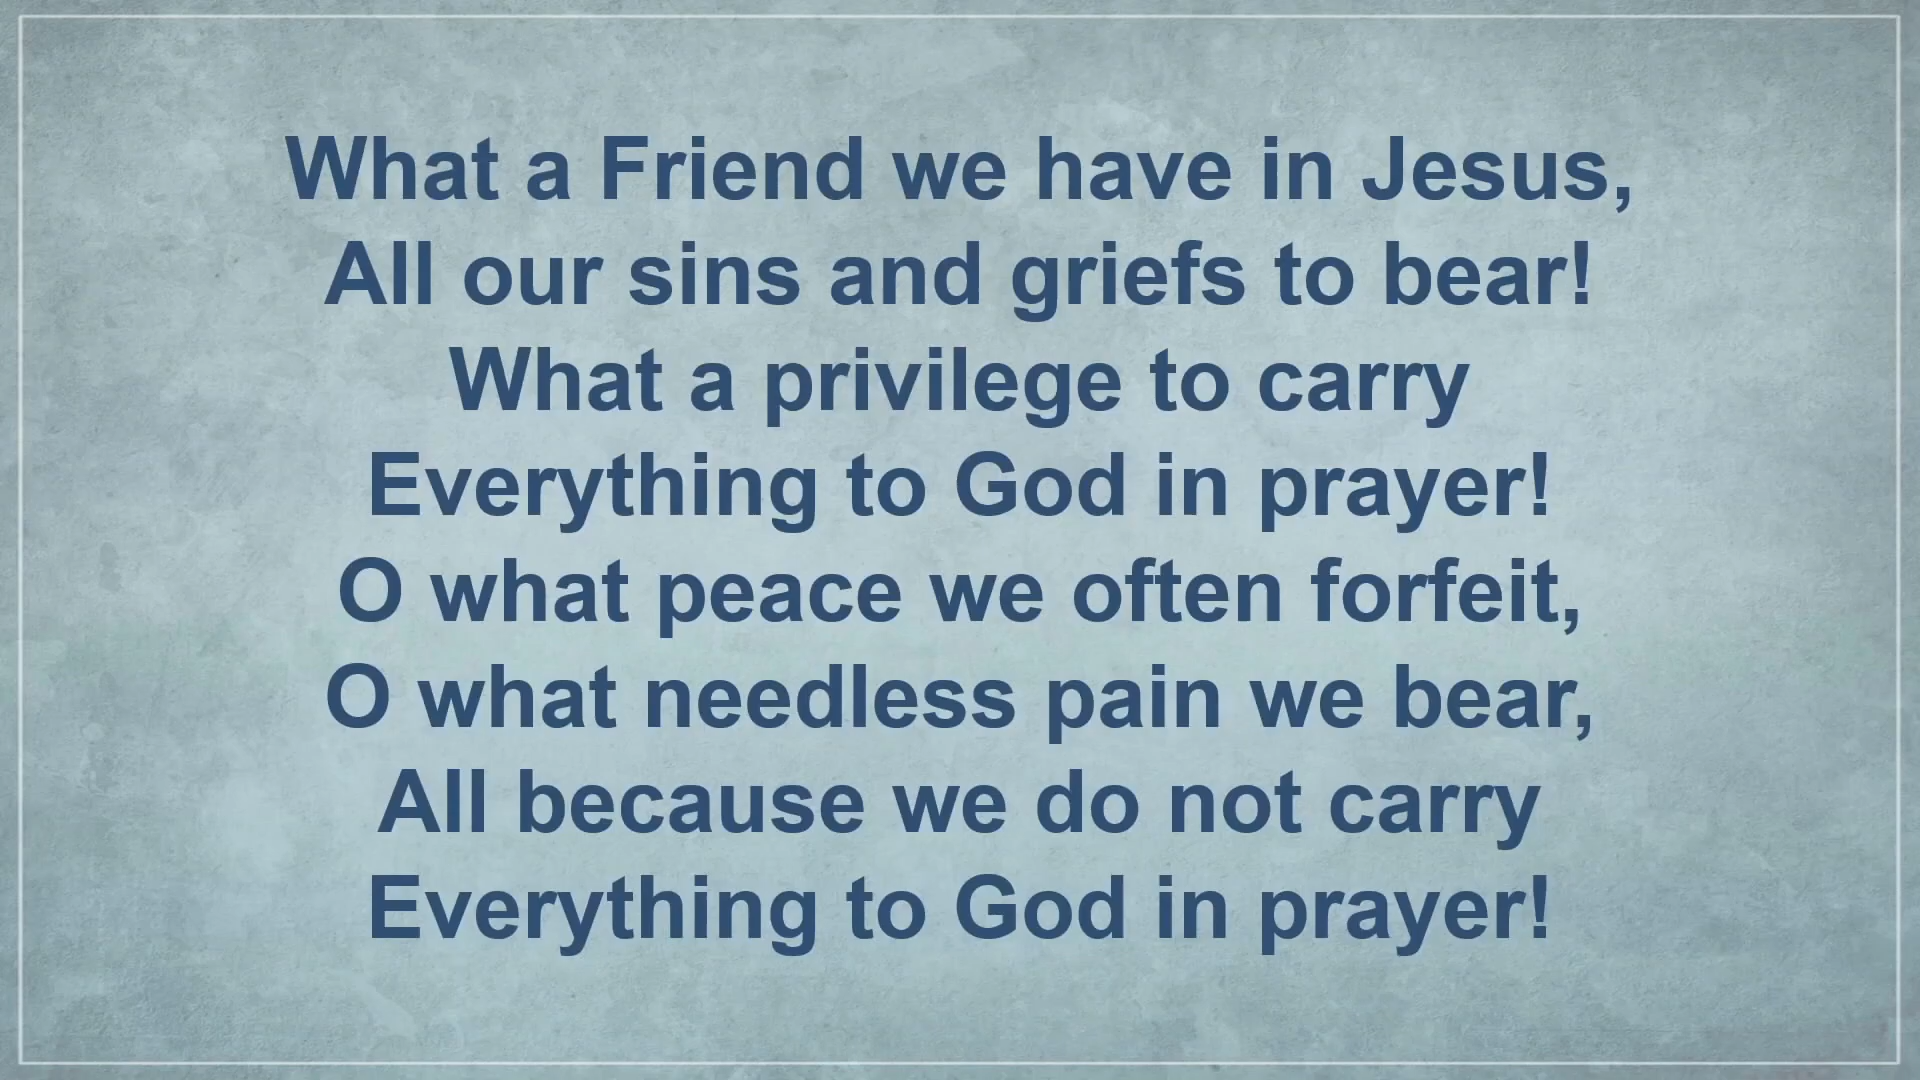 What a Friend we have in Jesus,
All our sins and griefs to bear!
What a privilege to carry
Everything to God in prayer!
O what peace we often forfeit,
O what needless pain we bear,
All because we do not carry
Everything to God in prayer!